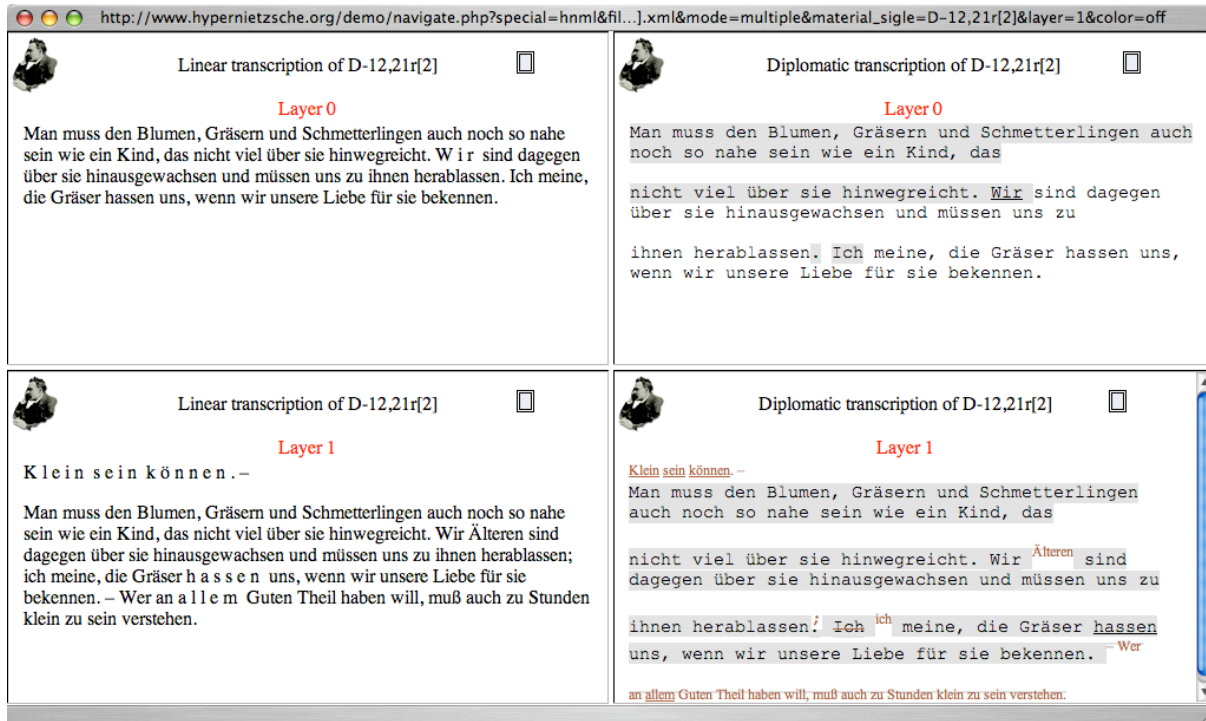 http://www.hypernietzsche.org/demo/navigate.php?special=hnml&fil...].xml&mode=multiple&material_sigle=D-12,21r[2]&layer=1&color=off
Linear transcription of D-12,21r[2]
Layer 0
Man muss den Blumen, Gräsern und Schmetterlingen auch noch so nahe
sein wie ein Kind, das nicht viel über sie hinwegreicht. W i r sind dagegen
über sie hinausgewachsen und müssen uns zu ihnen herablassen. Ich meine,
die Gräser hassen uns, wenn wir unsere Liebe für sie bekennen.
Diplomatic transcription of D-12,21r[2]
Layer 0
Man muss den Blumen, Gräsern und Schmetterlingen auch
noch so nahe sein wie ein Kind, das
nicht viel über sie hinwegreicht. Wir sind dagegen
über sie hinausgewachsen und müssen uns zu
ihnen herablassen. Ich meine, die Gräser hassen uns,
wenn wir unsere Liebe für sie bekennen.
Linear transcription of D-12,21r[2]
Layer 1
K l e i n s e i n k ö n n e n . –
Man muss den Blumen, Gräsern und Schmetterlingen auch noch so nahe
sein wie ein Kind, das nicht viel über sie hinwegreicht. Wir Älteren sind
dagegen über sie hinausgewachsen und müssen uns zu ihnen herablassen;
ich meine, die Gräser h a s s e n uns, wenn wir unsere Liebe für sie
bekennen. – Wer an a l l e m Guten Theil haben will, muß auch zu Stunden
klein zu sein verstehen.
Diplomatic transcription of D-12,21r[2]
Layer 1
Klein sein können. –
Man muss den Blumen, Gräsern und Schmetterlingen
auch noch so nahe sein wie ein Kind, das
nicht viel über sie hinwegreicht. Wir Älteren sind
dagegen über sie hinausgewachsen und müssen uns zu
ihnen herablassen; Ich ich meine, die Gräser hassen
uns, wenn wir unsere Liebe für sie bekennen. – Wer
an allem Guten Theil haben will, muß auch zu Stunden klein zu sein verstehen.